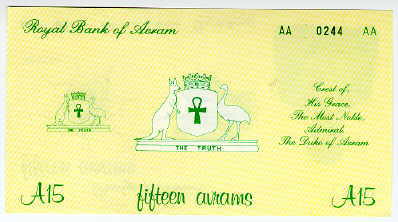 Royal Bank of Avram
AA 0244 AA
Crest of
His Grace,
The Most Noble,
Admiral,
The Duke of Avram
THE TRUTH
THE TRUTH
A15
fifteen avrams
A15